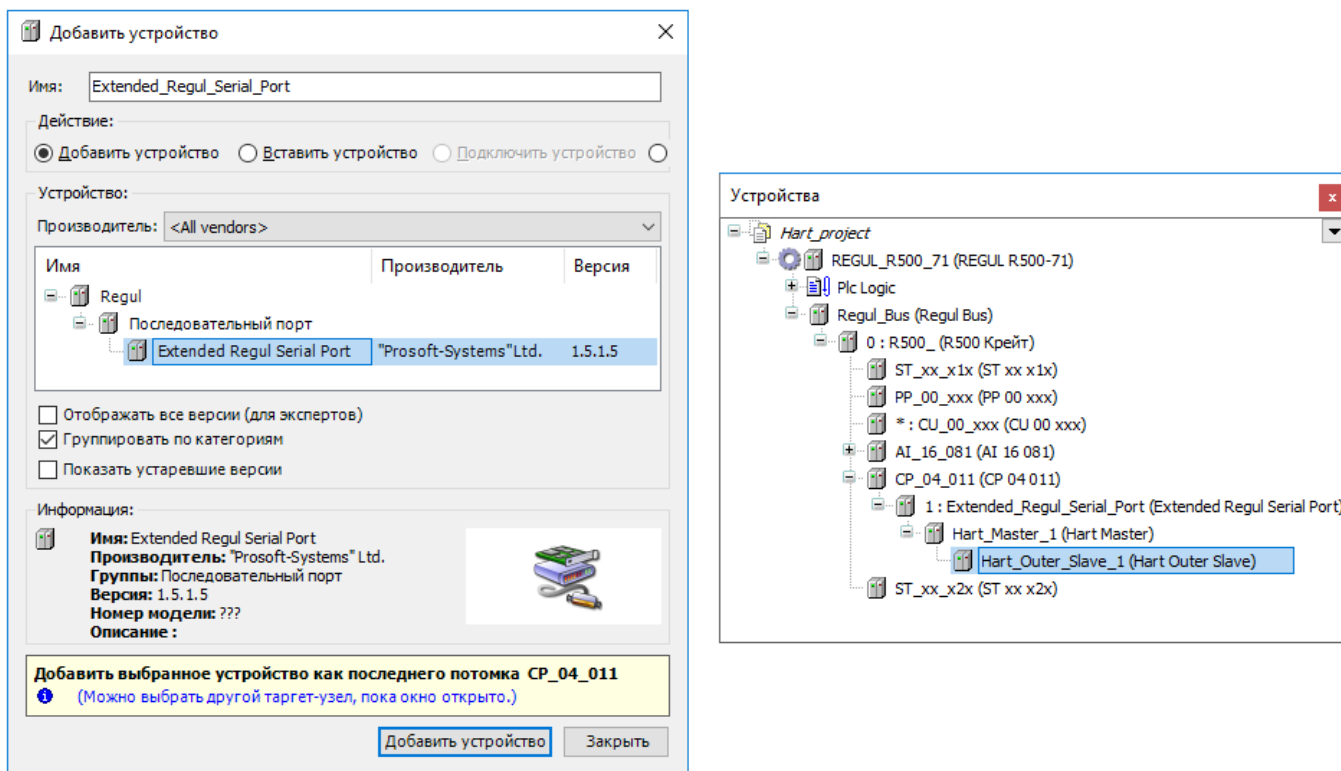 Добавить устройство
Имя: Extended_Regul_Serial_Port
Действие:
Добавить устройство Вставить устройство Подключить устройство
Устройство:
Производитель: <All vendors>
Имя Производитель Версия
Regul
Последовательный порт
Extended Regul Serial Port "Prosoft-Systems"Ltd. 1.5.1.5
Отображать все версии (для экспертов)
Группировать по категориям
Показать устаревшие версии
Информация:
Имя: Extended Regul Serial Port
Производитель: "Prosoft-Systems" Ltd.
Группы: Последовательный порт
Версия: 1.5.1.5
Номер модели: ???
Описание :
Добавить выбранное устройство как последнего потомка CP_04_011
(Можно выбрать другой таргет-узел, пока окно открыто.)
Добавить устройство Закрыть
Устройства
Hart_project
REGUL_R500_71 (REGUL R500-71)
Plc Logic
Regul_Bus (Regul Bus)
0 : R500_ (R500 Крейт)
ST_xx_x1x (ST xx x1x)
PP_00_xxx (PP 00 xxx)
* : CU_00_xxx (CU 00 xxx)
AI_16_081 (AI 16 081)
CP_04_011 (CP 04 011)
1 : Extended_Regul_Serial_Port (Extended Regul Serial Port)
Hart_Master_1 (Hart Master)
Hart_Outer_Slave_1 (Hart Outer Slave)
ST_xx_x2x (ST xx x2x)